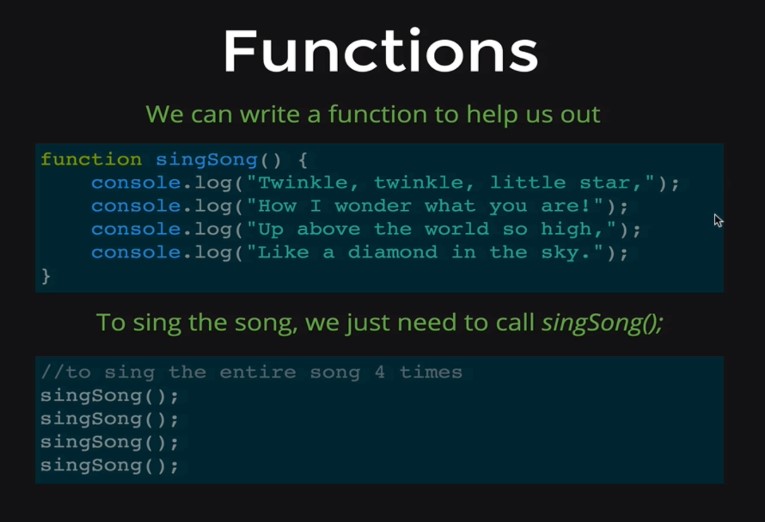 Functions
We can write a function to help us out
function singSong() {
    console.log("Twinkle, twinkle, little star,");
    console.log("How I wonder what you are!");
    console.log("Up above the world so high,");
    console.log("Like a diamond in the sky.");
}
To sing the song, we just need to call singSong();
//to sing the entire song 4 times
singSong();
singSong();
singSong();
singSong();